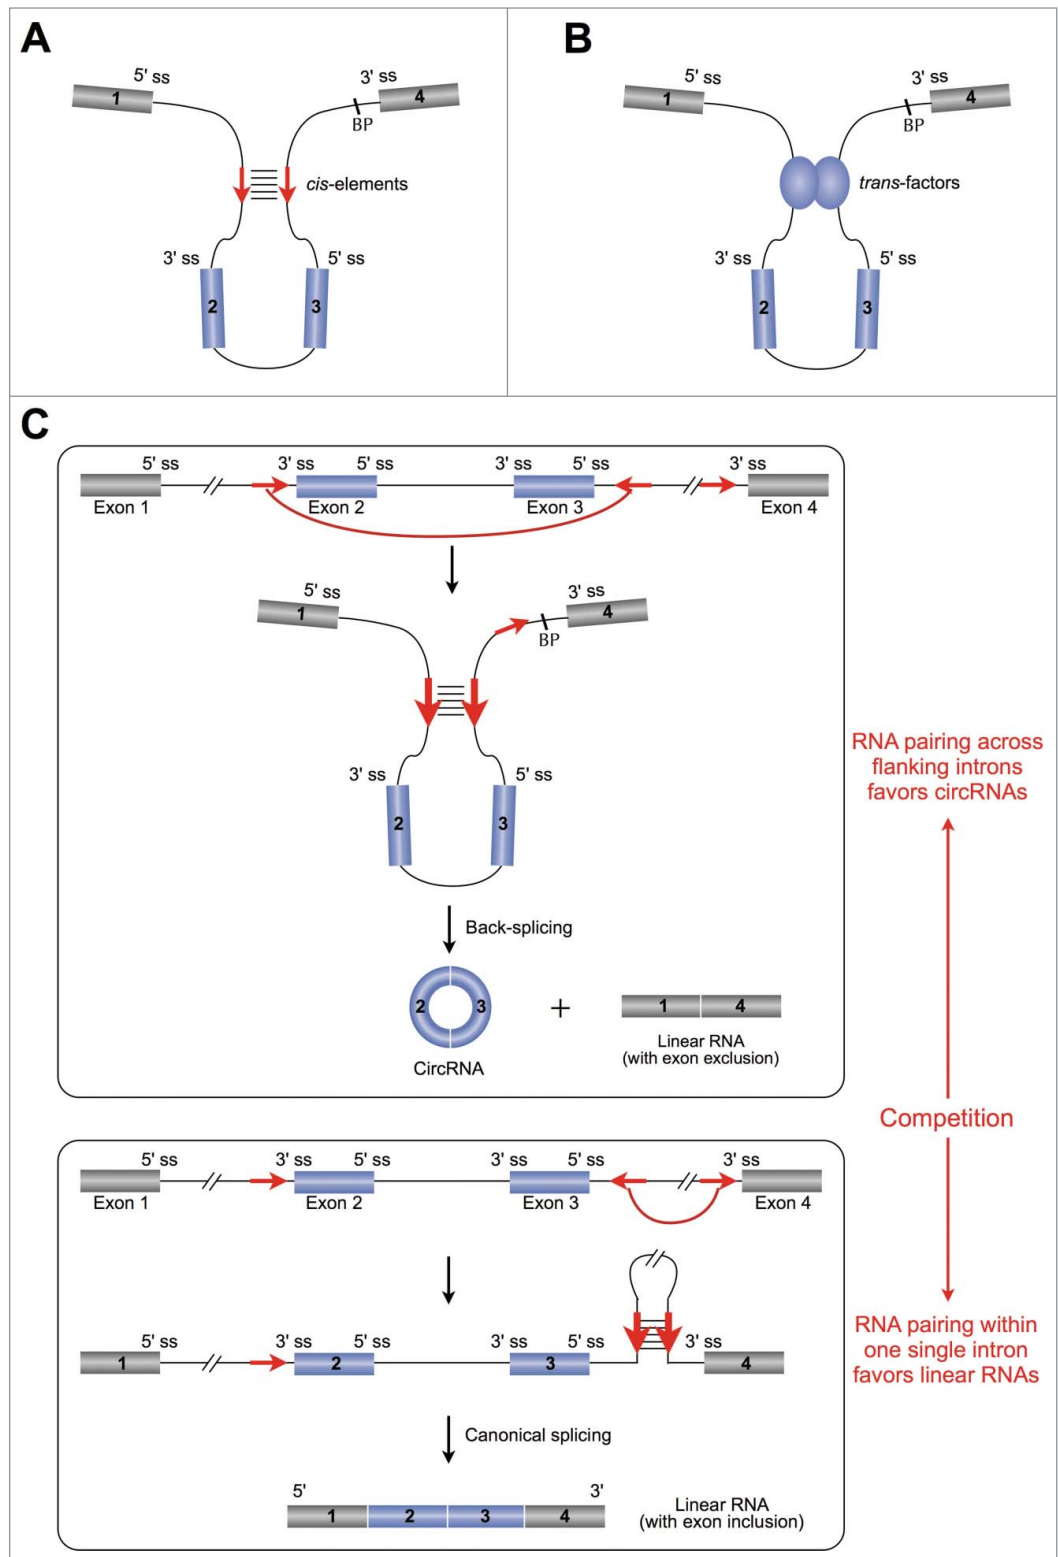 A
5' ss
3' ss
1
4
BP
cis-elements
3' ss
5' ss
2
3
B
5' ss
3' ss
1
4
BP
trans-factors
3' ss
5' ss
2
3
C
5' ss
3' ss
5' ss
3' ss
5' ss
3' ss
Exon 1
Exon 2
Exon 3
Exon 4
5' ss
3' ss
1
4
BP
3' ss
5' ss
2
3
Back-splicing
2
3
+
1
4
CircRNA
Linear RNA
(with exon exclusion)
RNA pairing across
flanking introns
favors circRNAs
Competition
RNA pairing within
one single intron
favors linear RNAs
5' ss
3' ss
5' ss
3' ss
5' ss
3' ss
Exon 1
Exon 2
Exon 3
Exon 4
5' ss
3' ss
5' ss
3' ss
5' ss
3' ss
1
2
3
4
Canonical splicing
5'
3'
1
2
3
4
Linear RNA
(with exon inclusion)